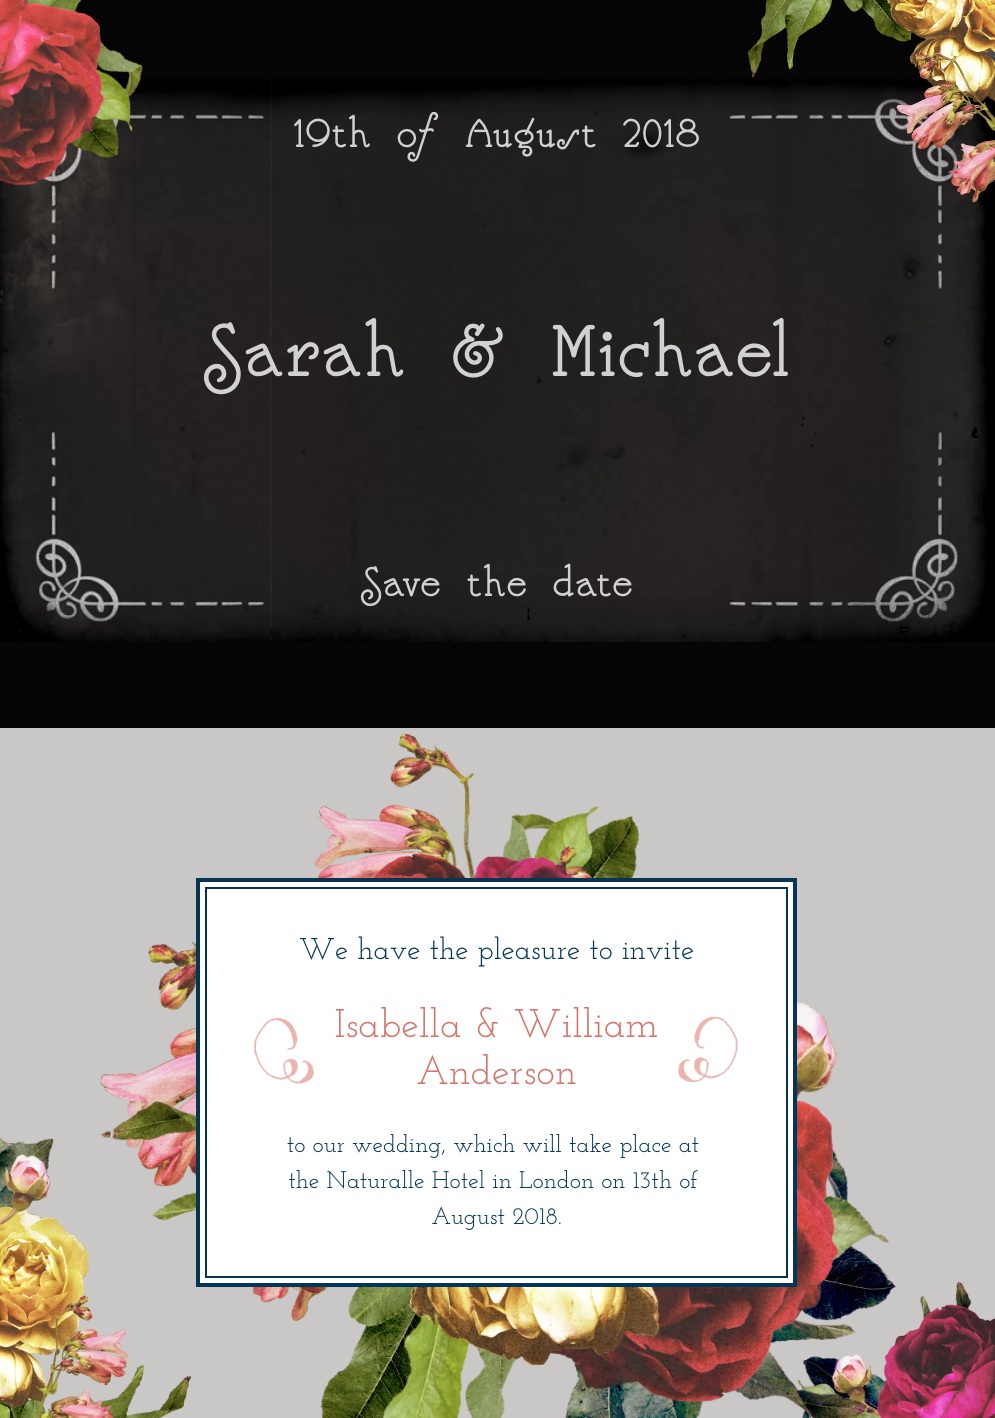 19th of August 2018
Sarah & Michael
Save the date
We have the pleasure to invite
Isabella & William
Anderson
to our wedding, which will take place at
the Naturalle Hotel in London on 13th of
August 2018.